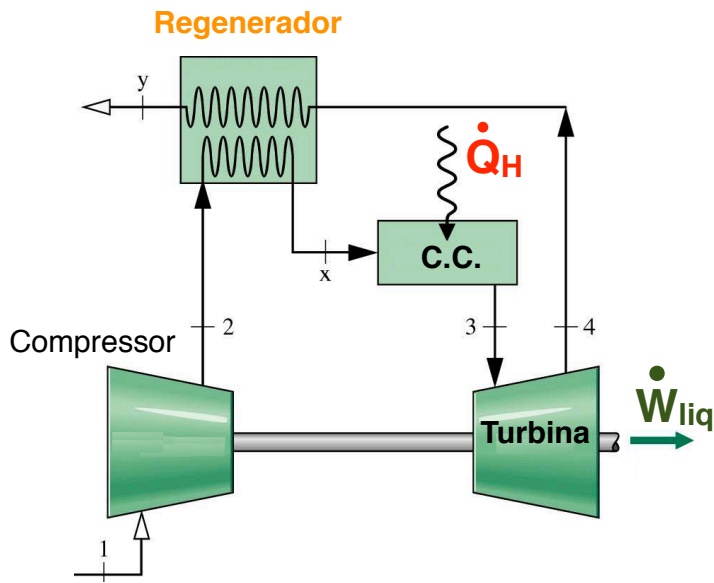 Regenerador
y
Q̇H
x
C.C.
2
3
4
Compressor
Turbina
Ẇliq
1